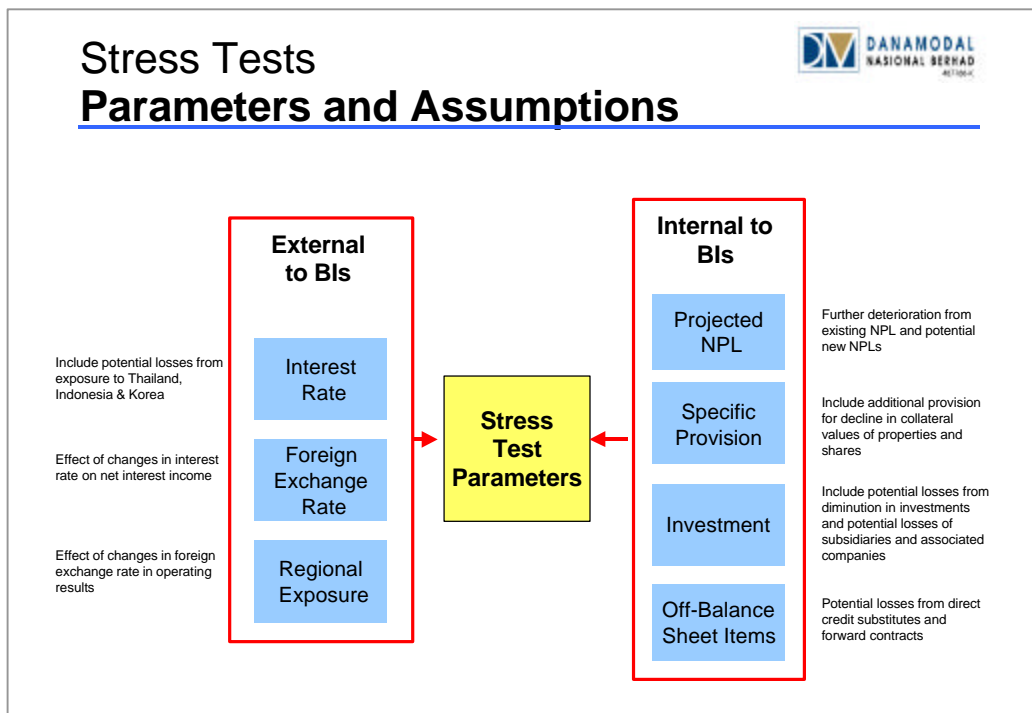 Stress Tests
Parameters and Assumptions
DANAMODAL
NASIONAL BERHAD
External
to BIs
Include potential losses from
exposure to Thailand,
Indonesia & Korea
Interest
Rate
Effect of changes in interest
rate on net interest income
Foreign
Exchange
Rate
Effect of changes in foreign
exchange rate in operating
results
Regional
Exposure
Stress
Test
Parameters
Internal to
BIs
Projected
NPL
Further deterioration from
existing NPL and potential
new NPLs
Specific
Provision
Include additional provision
for decline in collateral
values of properties and
shares
Investment
Include potential losses from
diminution in investments
and potential losses of
subsidiaries and associated
companies
Off-Balance
Sheet Items
Potential losses from direct
credit substitutes and
forward contracts